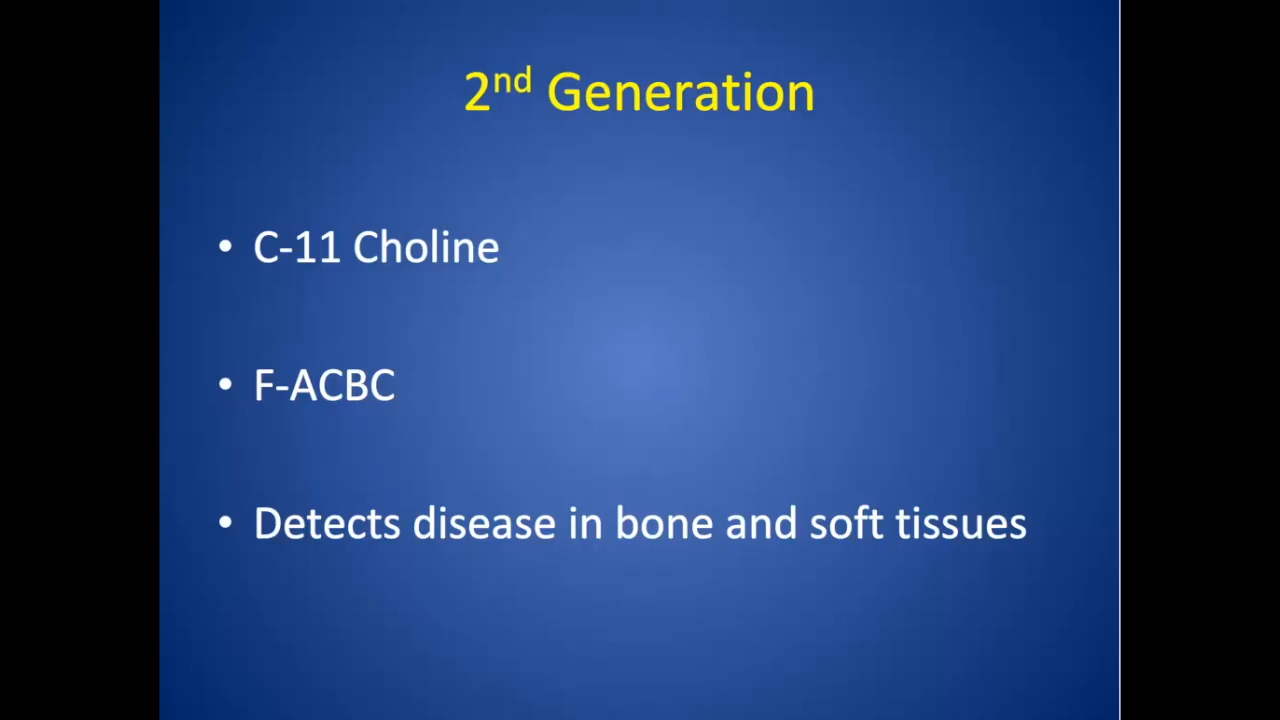 2nd Generation
• C-11 Choline
• F-ACBC
• Detects disease in bone and soft tissues